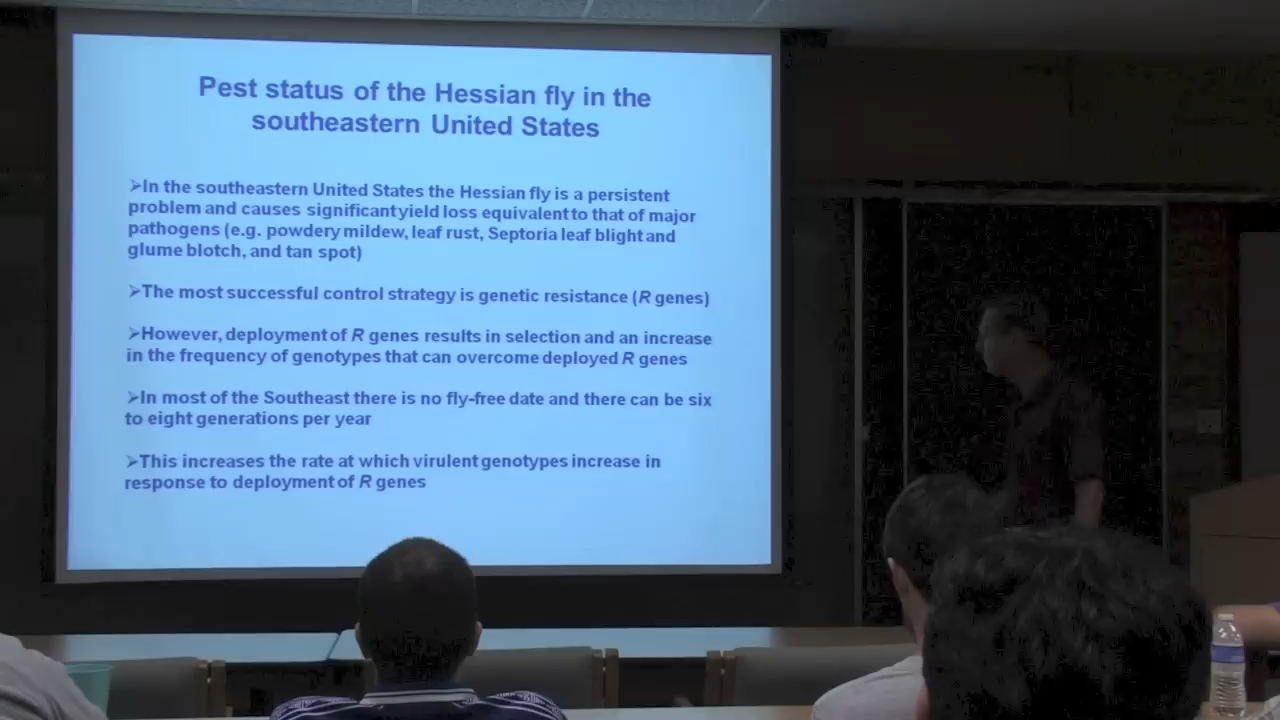 Pest status of the Hessian fly in the
southeastern United States
➢In the southeastern United States the Hessian fly is a persistent
problem and causes significant yield loss equivalent to that of major
pathogens (e.g. powdery mildew, leaf rust, Septoria leaf blight and
glume blotch, and tan spot)
➢The most successful control strategy is genetic resistance (R genes)
➢However, deployment of R genes results in selection and an increase
in the frequency of genotypes that can overcome deployed R genes
➢In most of the Southeast there is no fly-free date and there can be six
to eight generations per year
➢This increases the rate at which virulent genotypes increase in
response to deployment of R genes